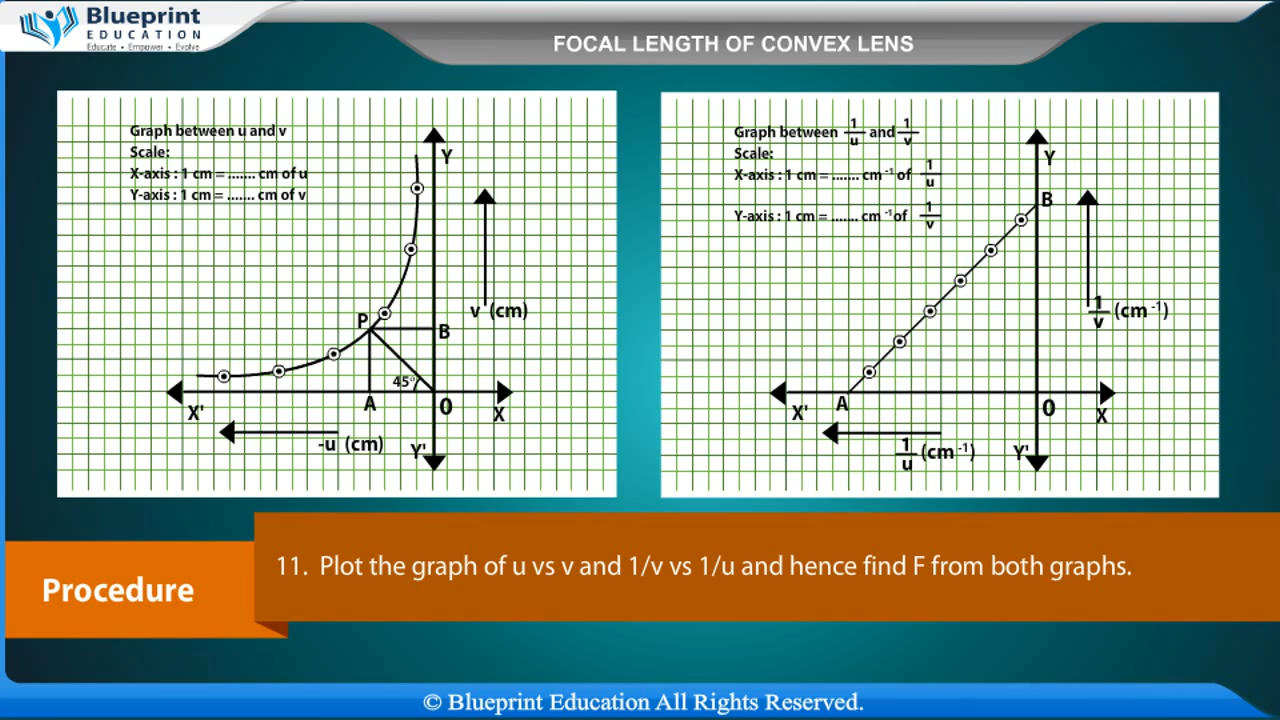 Blueprint
EDUCATION
Educate • Empower • Evolve
FOCAL LENGTH OF CONVEX LENS
Graph between u and v
Scale:
X-axis : 1 cm = ....... cm of u
Y-axis : 1 cm = ....... cm of v
Y
v (cm)
P
B
45°
A
O
X'
X
-u (cm)
Y'
Graph between 1/u and 1/v
Scale:
X-axis : 1 cm = ....... cm⁻¹ of 1/u
Y-axis : 1 cm = ....... cm⁻¹ of 1/v
Y
B
1/v (cm⁻¹)
A
O
X'
X
1/u (cm⁻¹)
Y'
Procedure
11. Plot the graph of u vs v and 1/v vs 1/u and hence find F from both graphs.
© Blueprint Education All Rights Reserved.